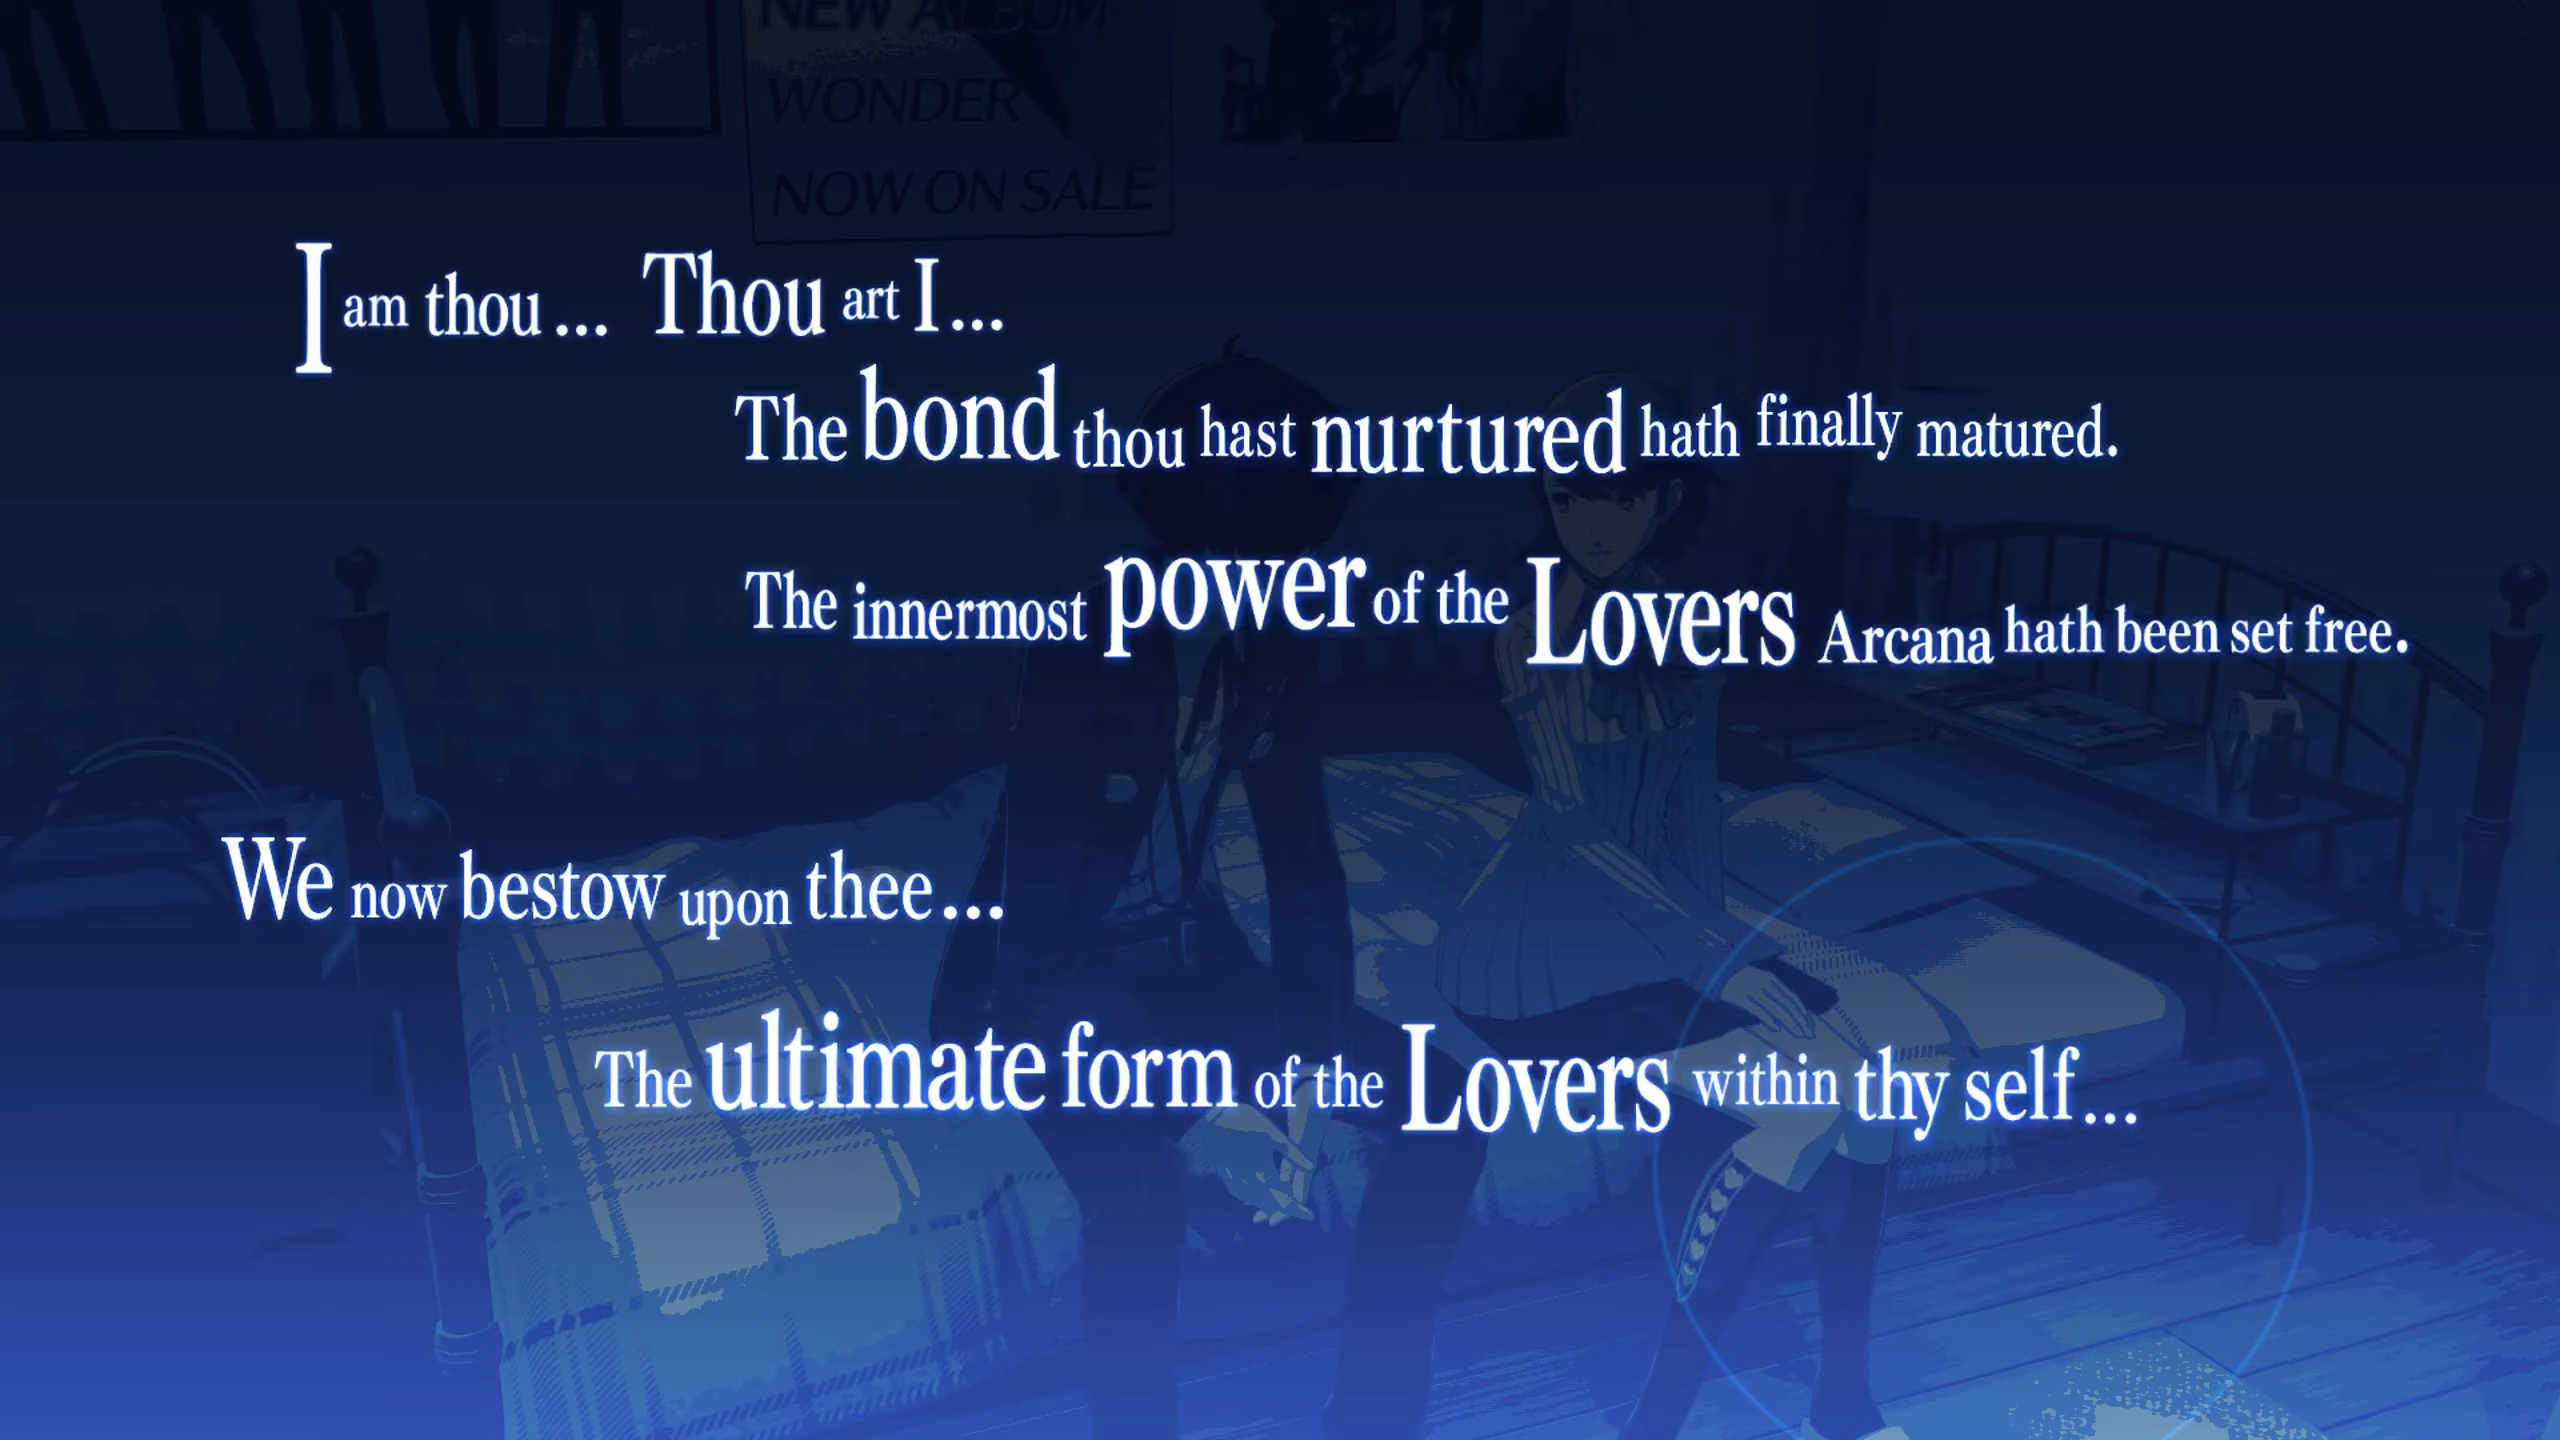 NEW ALBUM
WONDER
NOW ON SALE
I am thou... Thou art I...
The bond thou hast nurtured hath finally matured.
The innermost power of the Lovers Arcana hath been set free.
We now bestow upon thee...
The ultimate form of the Lovers within thy self...